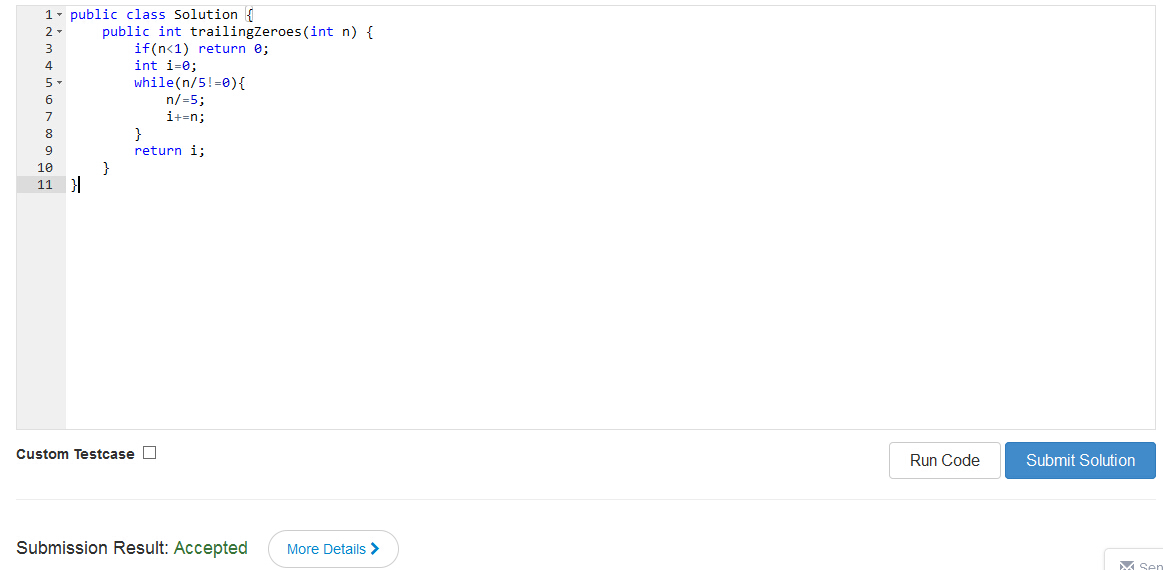 1 public class Solution {
2     public int trailingZeroes(int n) {
3         if(n<1) return 0;
4         int i=0;
5         while(n/5!=0){
6             n/=5;
7             i+=n;
8         }
9         return i;
10     }
11 }
Custom Testcase
Run Code Submit Solution
Submission Result: Accepted More Details